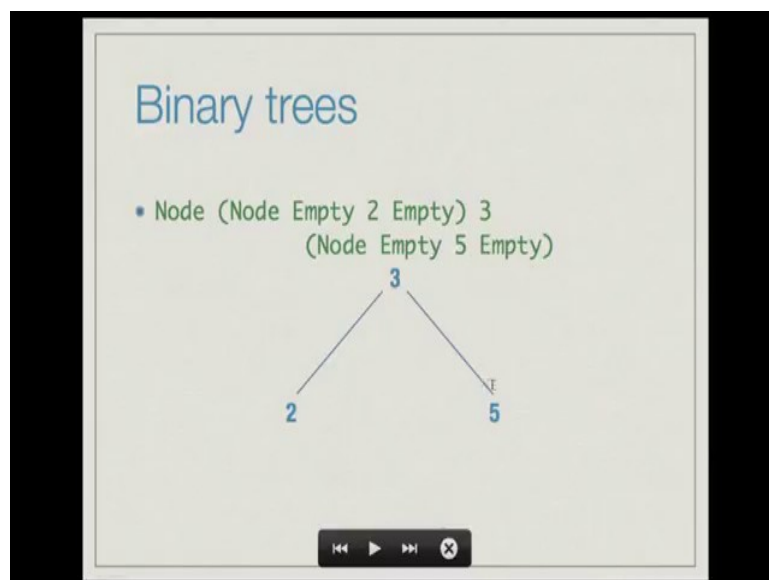 Binary trees
• Node (Node Empty 2 Empty) 3
(Node Empty 5 Empty)
3
2 5